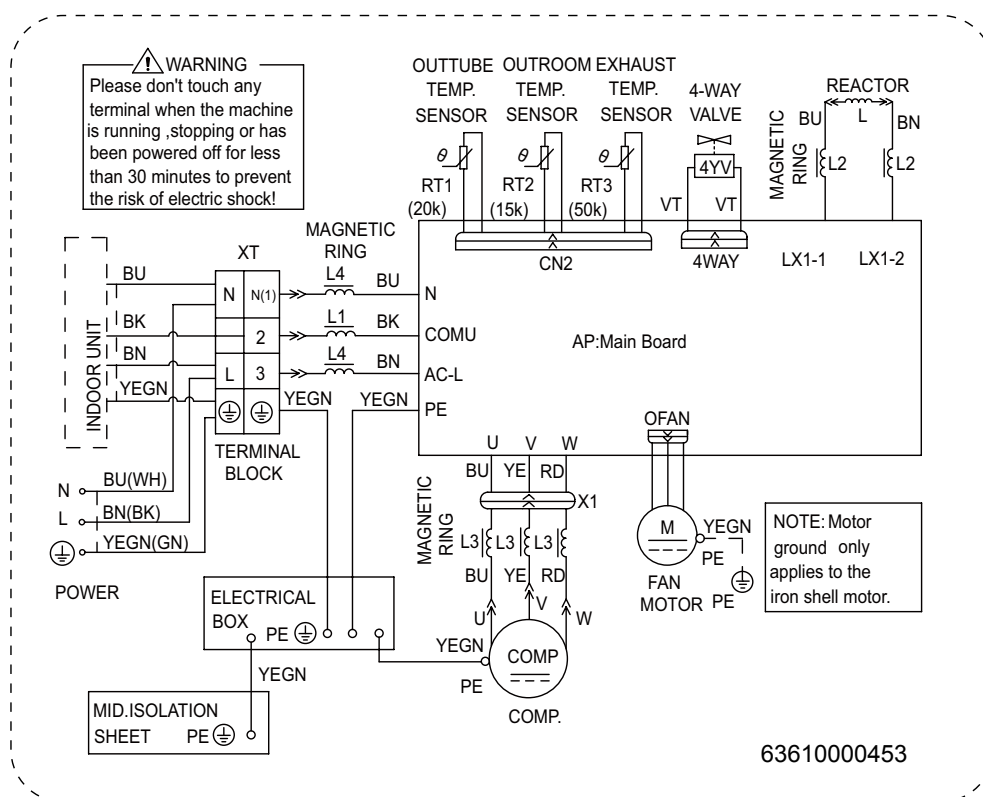 WARNING
Please don't touch any
terminal when the machine
is running ,stopping or has
been powered off for less
than 30 minutes to prevent
the risk of electric shock!
OUTTUBE OUTROOM EXHAUST
TEMP. TEMP. TEMP.
SENSOR SENSOR SENSOR
4-WAY
VALVE
REACTOR
L
BU
BN
MAGNETIC
RING
L2
L2
θ
θ
θ
RT1
RT2
RT3
(20k)
(15k)
(50k)
4YV
VT
VT
CN2
4WAY
LX1-1
LX1-2
INDOOR UNIT
BU
BK
BN
YEGN
XT
N
N(1)
2
L
3
TERMINAL
BLOCK
MAGNETIC
RING
L4
BU
N
L1
BK
COMU
L4
BN
AC-L
YEGN
YEGN
PE
AP:Main Board
U
V
W
OFAN
BU
YE
RD
X1
MAGNETIC
RING
L3
L3
L3
BU
YE
RD
U
V
W
COMP
COMP.
YEGN
PE
M
YEGN
PE
FAN
MOTOR
PE
NOTE: Motor
ground only
applies to the
iron shell motor.
N
BU(WH)
L
BN(BK)
YEGN(GN)
POWER
ELECTRICAL
BOX
PE
YEGN
MID.ISOLATION
SHEET PE
63610000453